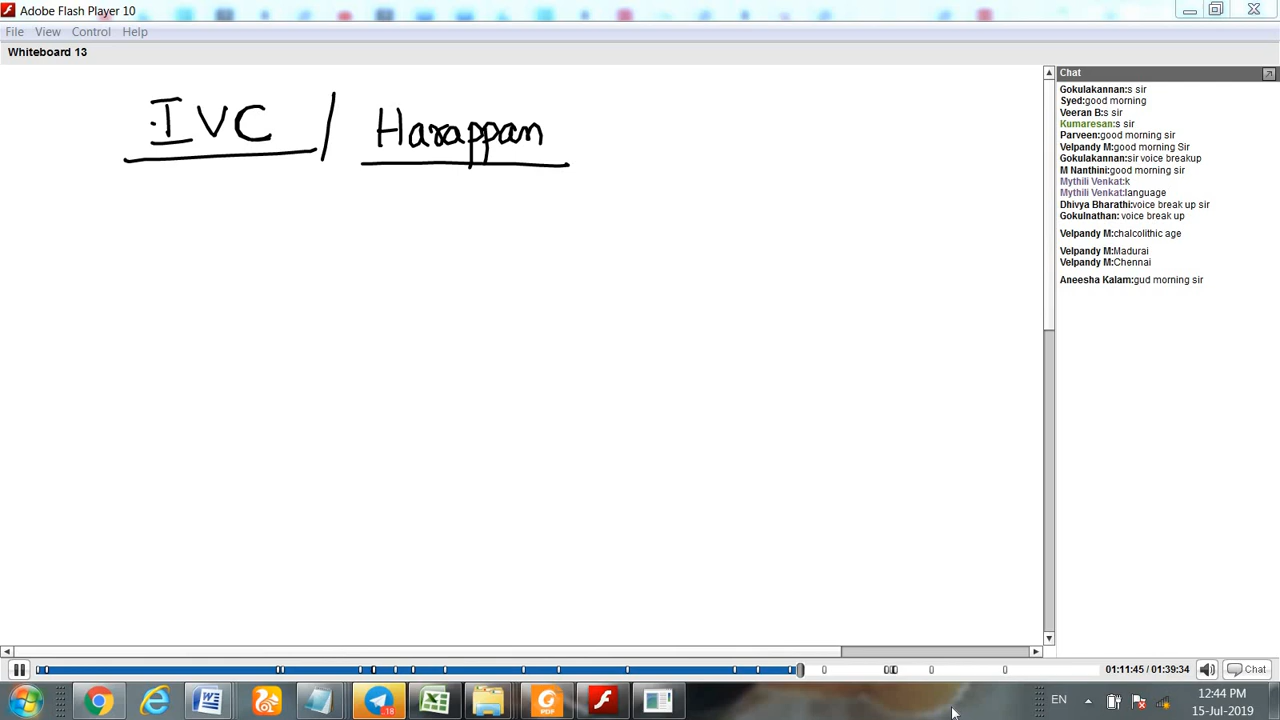 Adobe Flash Player 10
File View Control Help
Whiteboard 13
IVC / Harappan
Chat
Gokulakannan:s sir
Syed:good morning
Veeran B:s sir
Kumaresan:s sir
Parveen:good morning sir
Velpandy M:good morning Sir
Gokulakannan:sir voice breakup
M Nanthini:good morning sir
Mythili Venkat:k
Mythili Venkat:language
Dhivya Bharathi:voice break up sir
Gokulnathan: voice break up
Velpandy M:chalcolithic age
Velpandy M:Madurai
Velpandy M:Chennai
Aneesha Kalam:gud morning sir
01:11:45 / 01:39:34 Chat
18
PDF
EN
12:44 PM
15-Jul-2019